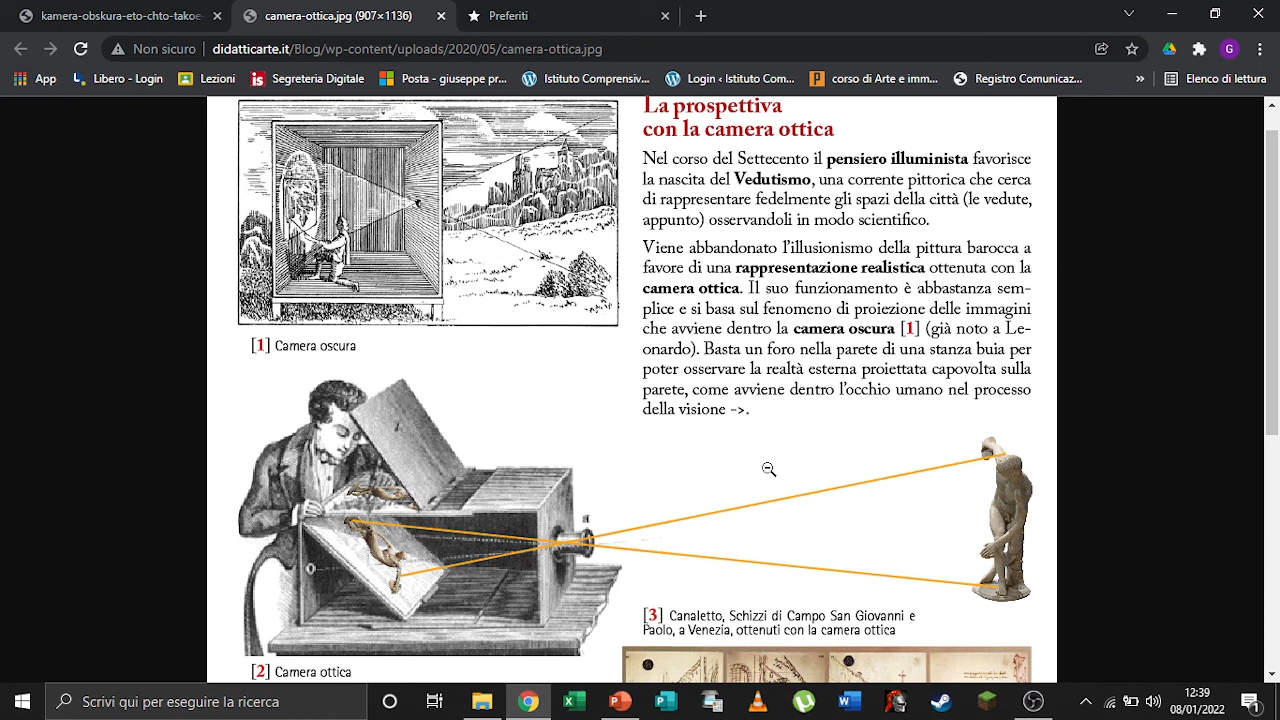 kamera-oskura-eto-chto-takoe-
camera-ottica.jpg (907×1130)
Preferiti
Non sicuro
didatticarte.it/Blog/wp-content/uploads/2020/05/camera-ottica.jpg
G
App
Libero - Login
Lezioni
Segreteria Digitale
Posta - giuseppe pr...
Istituto Comprensiv...
Login ‹ Istituto Com...
corso di Arte e imm...
Registro Comunica...
»
Elenco di lettura
La prospettiva
con la camera ottica
Nel corso del Settecento il pensiero illuminista favorisce
la nascita del Vedutismo, una corrente pittorica che cerca
di rappresentare fedelmente gli spazi della città (le vedute,
appunto) osservandoli in modo scientifico.
Viene abbandonato l'illusionismo della pittura barocca a
favore di una rappresentazione realistica ottenuta con la
camera ottica. Il suo funzionamento è abbastanza sem-
plice e si basa sul fenomeno di proiezione delle immagini
che avviene dentro la camera oscura [1] (già noto a Le-
onardo). Basta un foro nella parete di una stanza buia per
poter osservare la realtà esterna proiettata capovolta sulla
parete, come avviene dentro l'occhio umano nel processo
della visione ->.
[1] Camera oscura
[3] Canaletto, Schizzi di Campo San Giovanni e
Paolo, a Venezia, ottenuti con la camera ottica
[2] Camera ottica
Scrivi qui per eseguire la ricerca
12:39
08/01/2022